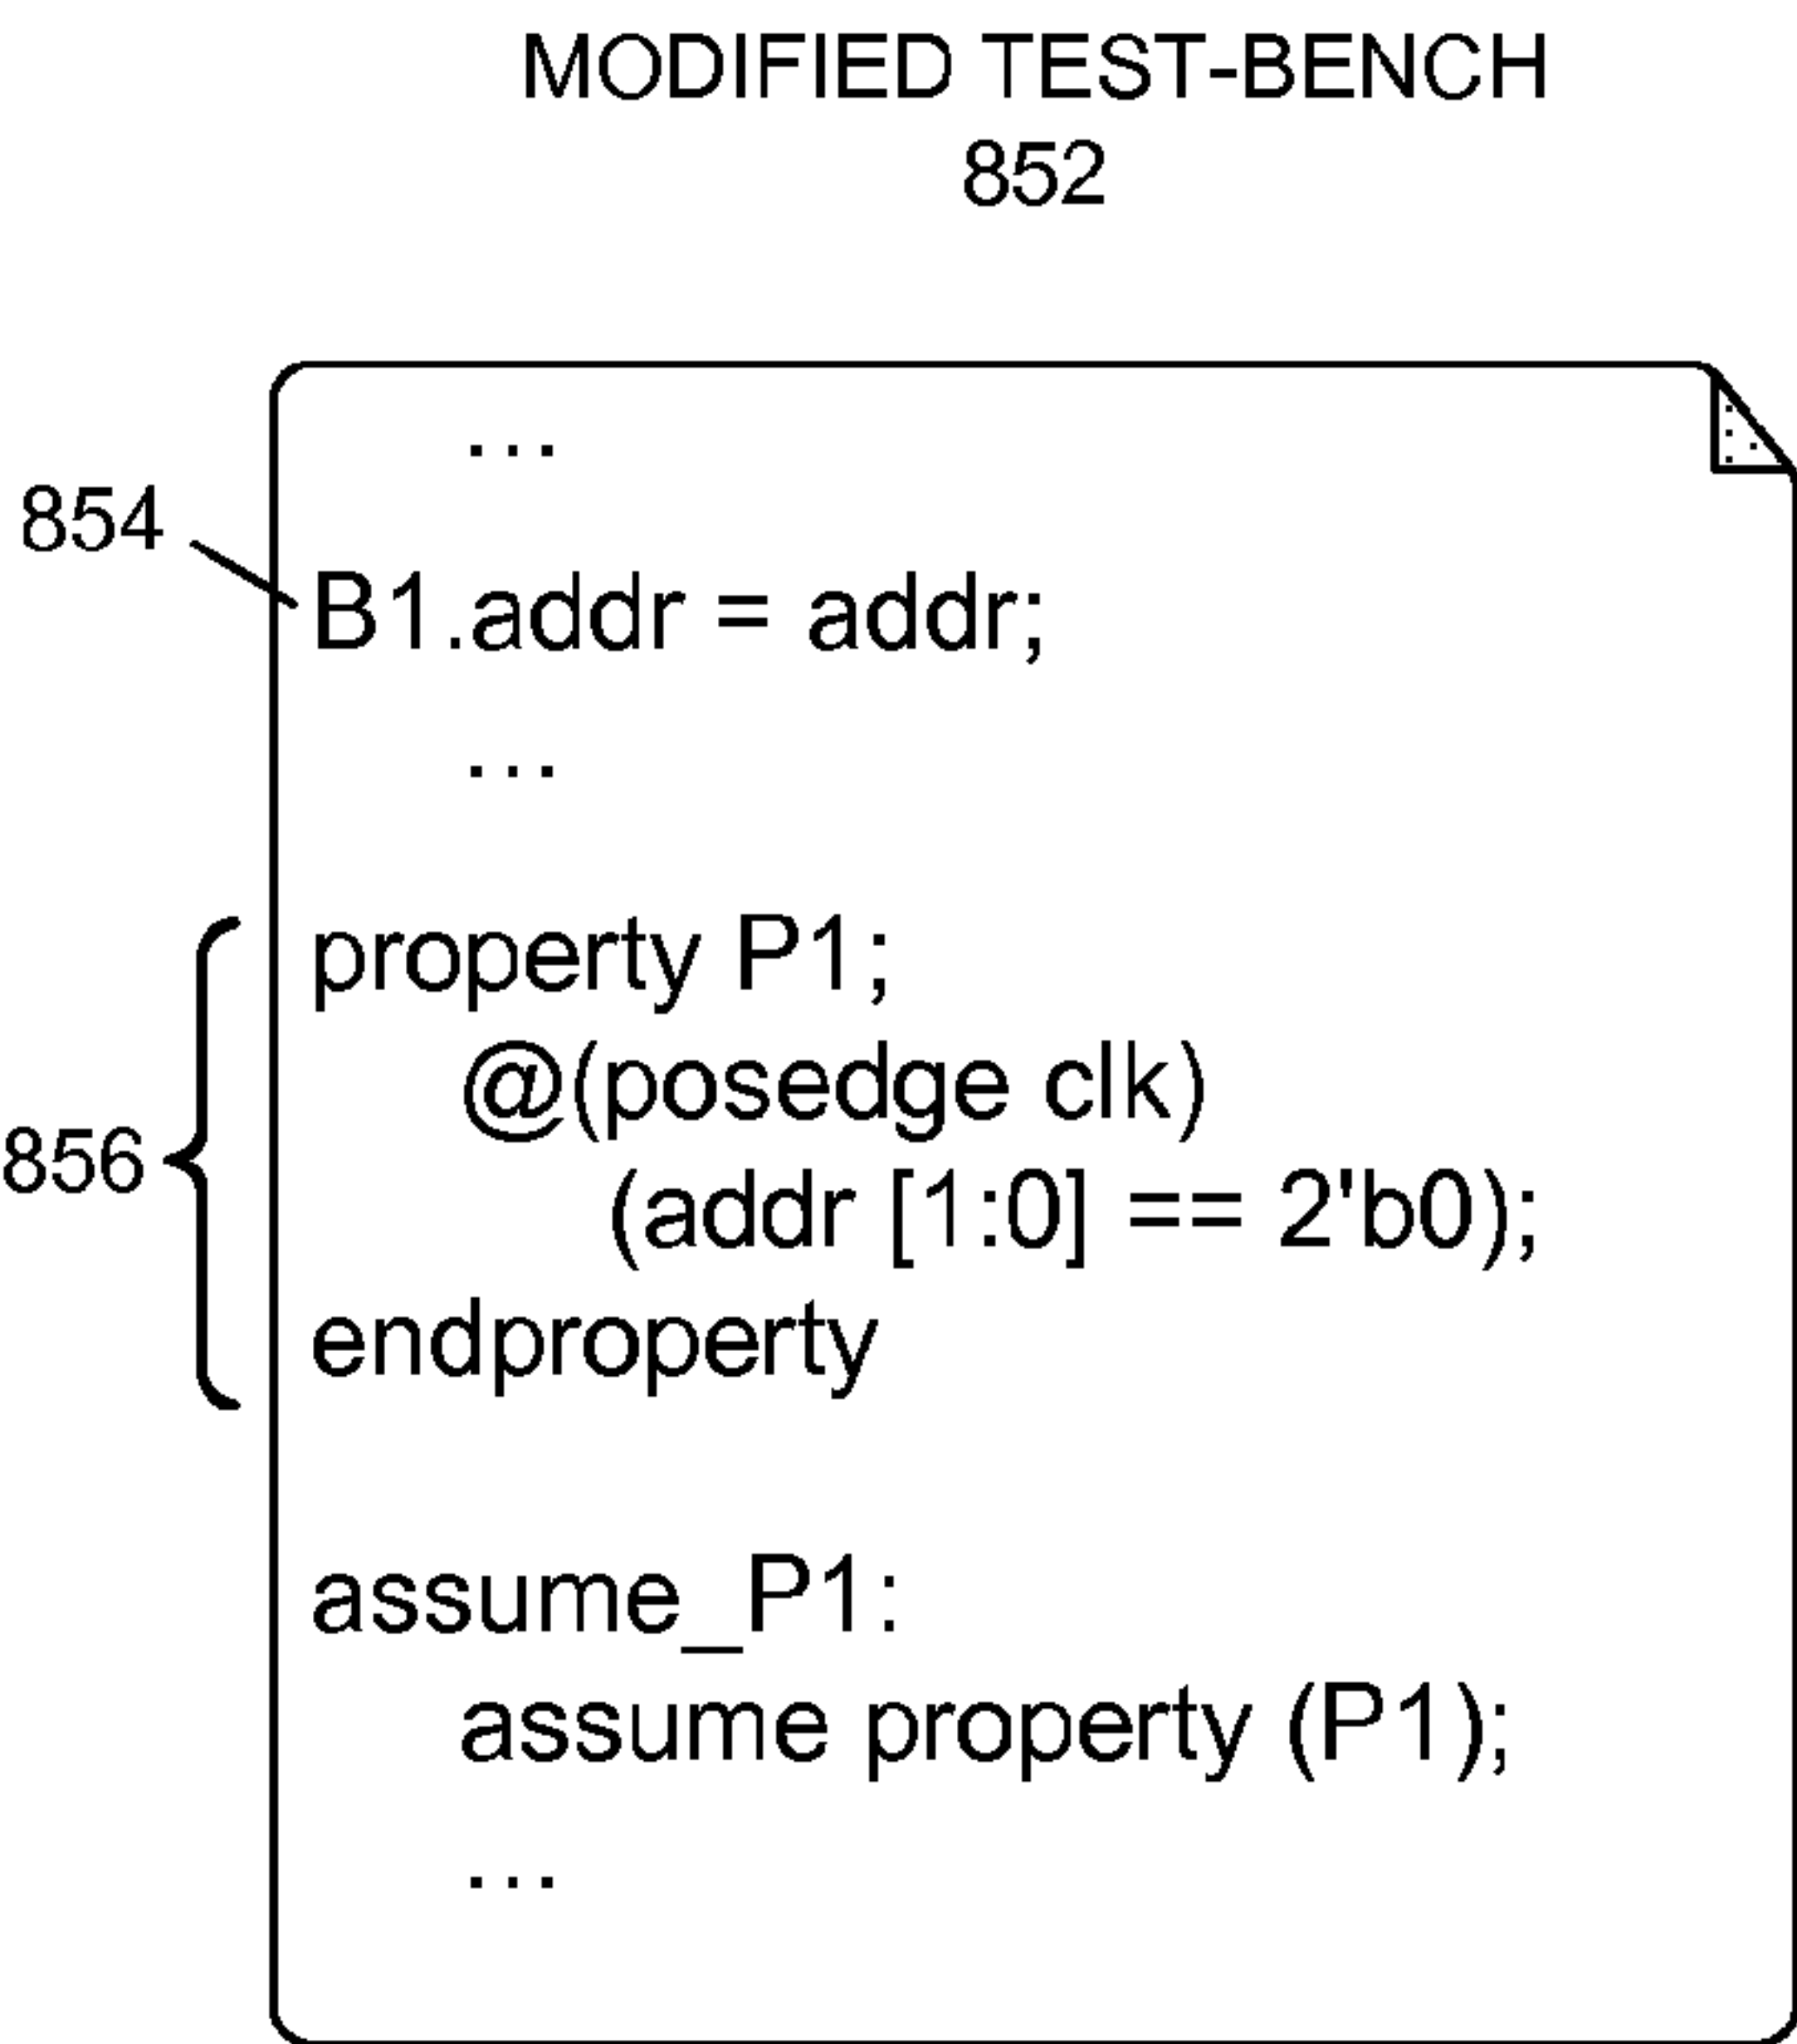 MODIFIED TEST-BENCH
852
...
854
B1.addr = addr;
...
property P1;
@(posedge clk)
856
(addr [1:0] == 2'b0);
endproperty
assume_P1:
assume property (P1);
...